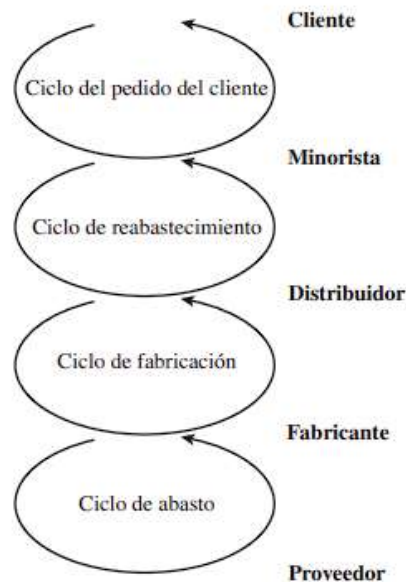 Cliente
Ciclo del pedido del cliente
Minorista
Ciclo de reabastecimiento
Distribuidor
Ciclo de fabricación
Fabricante
Ciclo de abasto
Proveedor